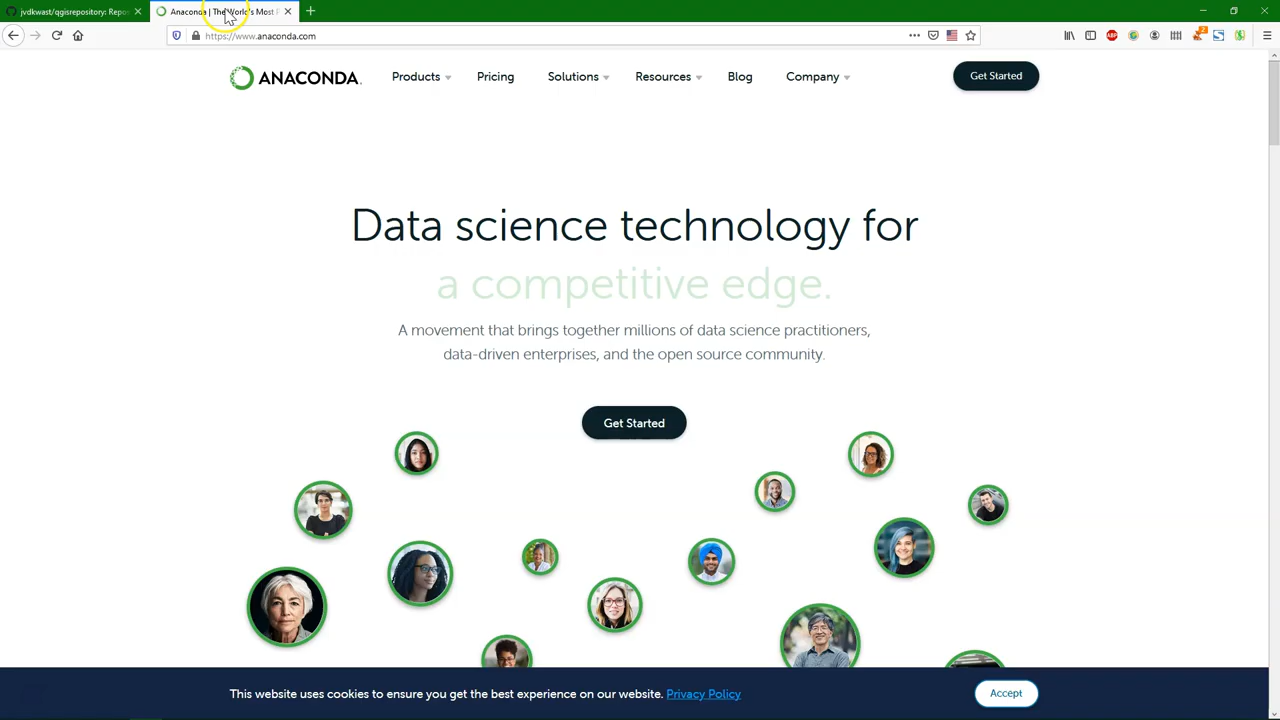 jvdkwast/qgisrepository: Repo
Anaconda | The World's Most
https://www.anaconda.com
2
ABP
ANACONDA.
Products
Pricing
Solutions
Resources
Blog
Company
Get Started
Data science technology for
a competitive edge.
A movement that brings together millions of data science practitioners,
data-driven enterprises, and the open source community.
Get Started
This website uses cookies to ensure you get the best experience on our website. Privacy Policy
Accept